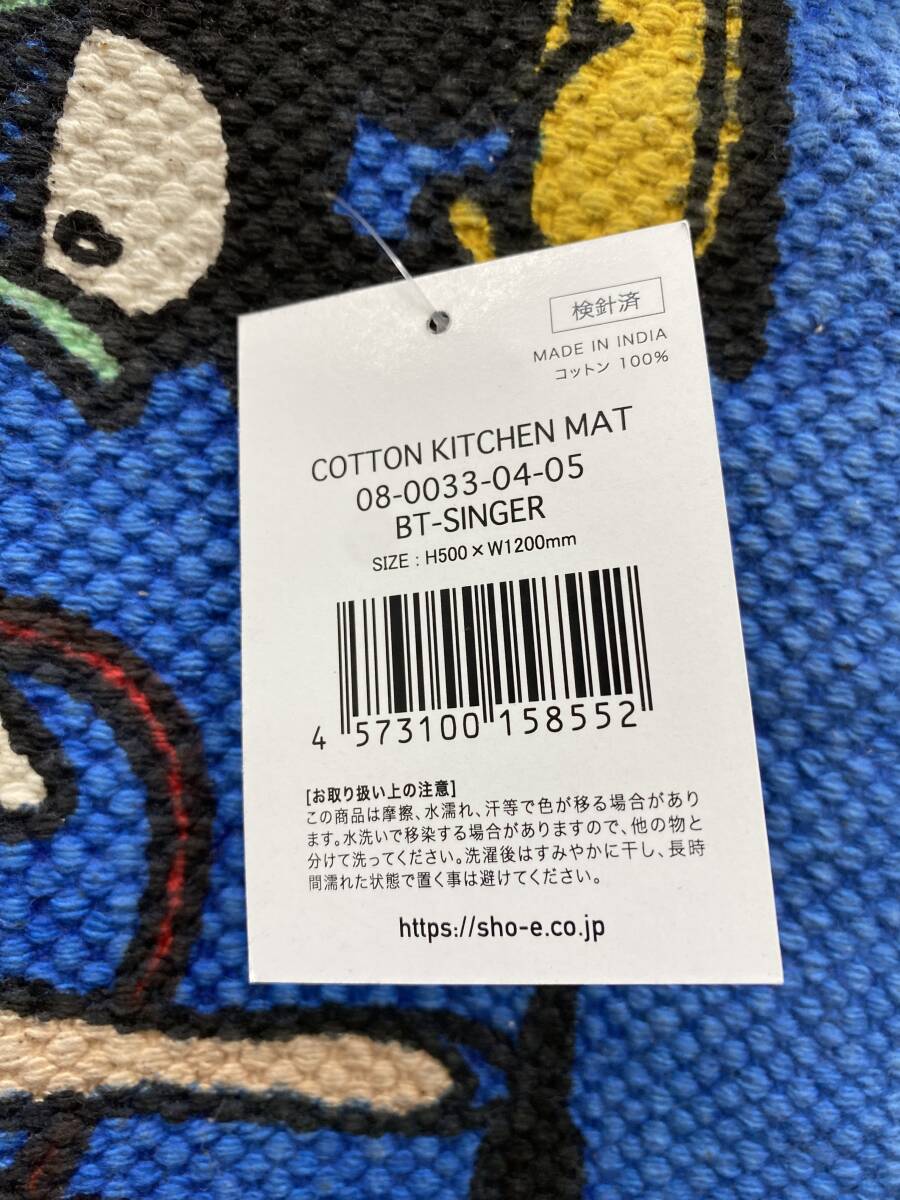 検針済
MADE IN INDIA
コットン 100%
COTTON KITCHEN MAT
08-0033-04-05
BT-SINGER
SIZE : H500×W1200mm
4 573100 158552
[お取り扱い上の注意]
この商品は摩擦、水濡れ、汗等で色が移る場合があり
ます。水洗いで移染する場合がありますので、他の物と
分けて洗ってください。洗濯後はすみやかに干し、長時
間濡れた状態で置く事は避けてください。
https://sho-e.co.jp